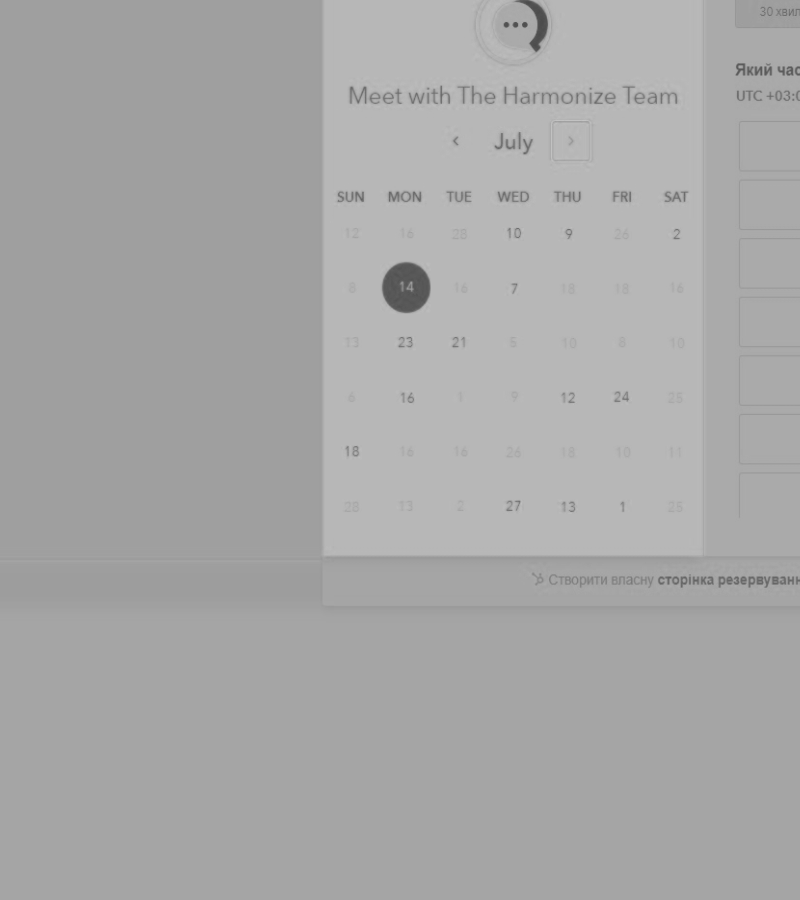 30 хвил
Який час
UTC +03:0
Meet with The Harmonize Team
‹ July ›
SUN MON TUE WED THU FRI SAT
12 16 28 10 9 26 2
8 14 16 7 18 18 16
13 23 21 6 10 8 10
6 16 1 9 12 24 25
18 16 16 26 18 10 11
28 13 2 27 13 1 25
Створити власну сторінка резервуванн